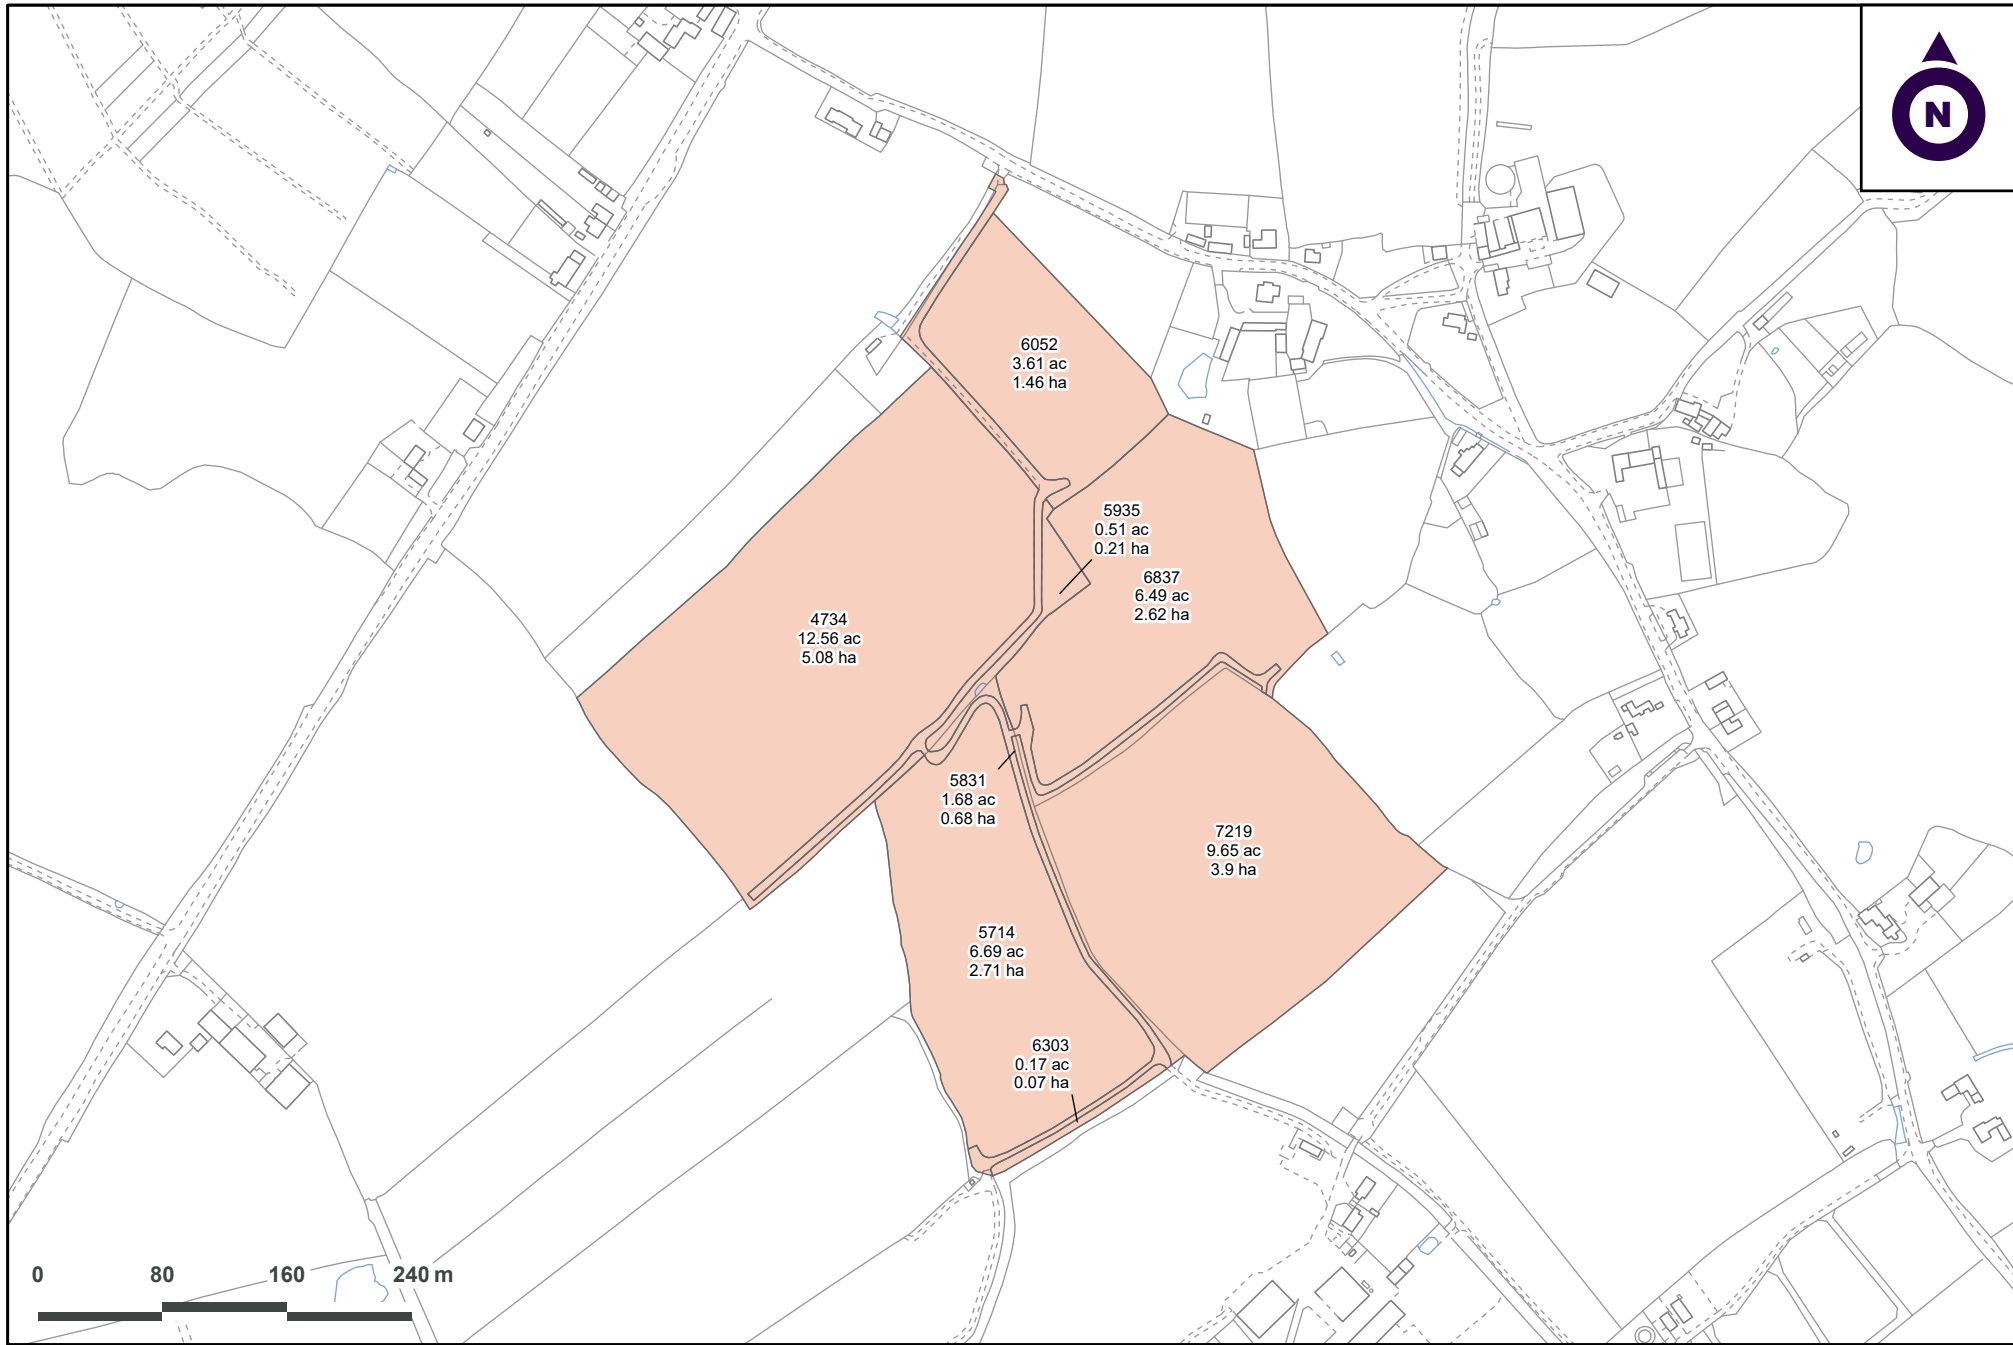 N
6052
3.61 ac
1.46 ha
5935
0.51 ac
0.21 ha
6837
6.49 ac
2.62 ha
4734
12.56 ac
5.08 ha
5831
1.68 ac
0.68 ha
7219
9.65 ac
3.9 ha
5714
6.69 ac
2.71 ha
6303
0.17 ac
0.07 ha
0 80 160 240 m